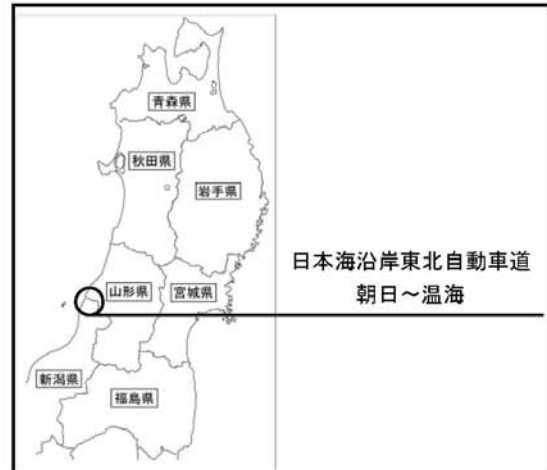 青森県
秋田県
岩手県
日本海沿岸東北自動車道
朝日~温海
山形県
宮城県
新潟県
福島県